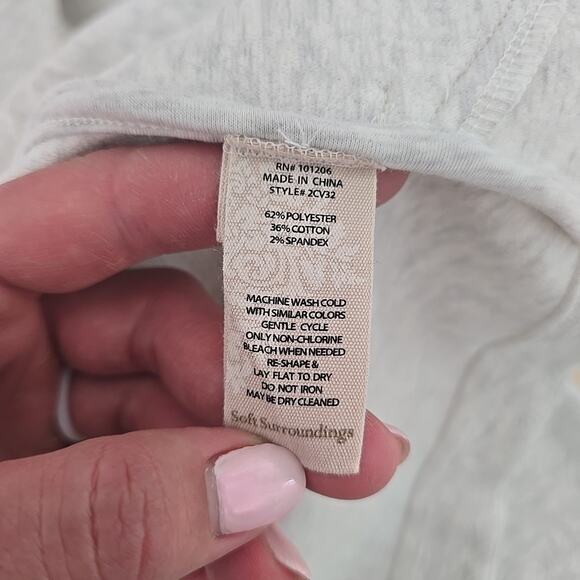 RN# 101206
MADE IN CHINA
STYLE# 2CV32
62% POLYESTER
36% COTTON
2% SPANDEX
MACHINE WASH COLD
WITH SIMILAR COLORS
GENTLE CYCLE
ONLY NON-CHLORINE
BLEACH WHEN NEEDED
RE-SHAPE &
LAY FLAT TO DRY
DO NOT IRON
MAY BE DRY CLEANED
Soft Surroundings